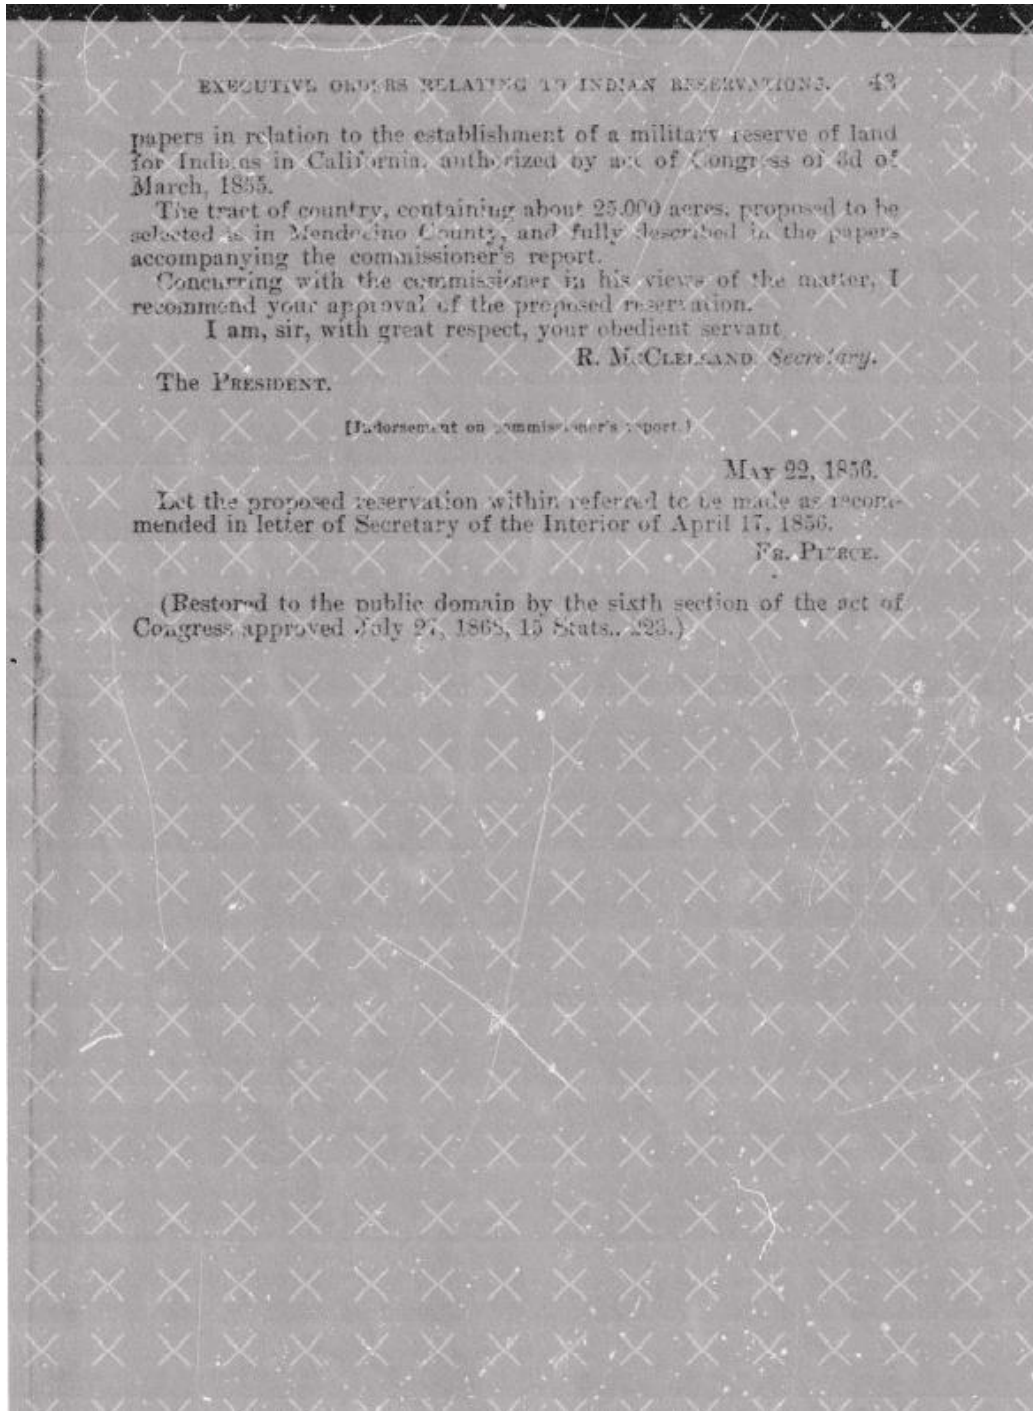 EXECUTIVE ORDERS RELATING TO INDIAN RESERVATIONS. 43
papers in relation to the establishment of a military reserve of land
for Indians in California, authorized by act of Congress of 3d of
March, 1855.
The tract of country, containing about 25,000 acres, proposed to be
selected is in Mendocino County, and fully described in the papers
accompanying the commissioner's report.
Concurring with the commissioner in his views of the matter, I
recommend your approval of the proposed reservation.
I am, sir, with great respect, your obedient servant
R. McClelland, Secretary.
The President.
[Indorsement on commissioner's report.]
May 22, 1856.
Let the proposed reservation within referred to be made as recom-
mended in letter of Secretary of the Interior of April 17, 1856.
Fr. Pierce.
(Restored to the public domain by the sixth section of the act of
Congress approved July 27, 1868, 15 Stats., 223.)